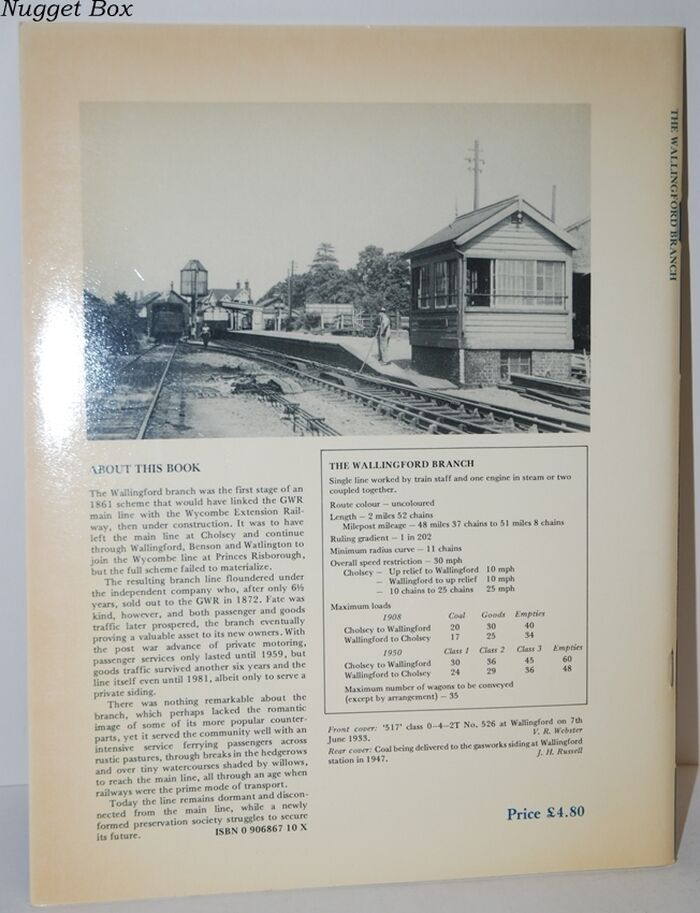 Nugget Box
THE WALLINGFORD BRANCH
ABOUT THIS BOOK
The Wallingford branch was the first stage of an
1861 scheme that would have linked the GWR
main line with the Wycombe Extension Rail-
way, then under construction. It was to have
left the main line at Cholsey and continue
through Wallingford, Benson and Watlington to
join the Wycombe line at Princes Risborough,
but the full scheme failed to materialize.
The resulting branch line floundered under
the independent company who, after only 6½
years, sold out to the GWR in 1872. Fate was
kind, however, and both passenger and goods
traffic later prospered, the branch eventually
proving a valuable asset to its new owners. With
the post war advance of private motoring,
passenger services only lasted until 1959, but
goods traffic survived another six years and the
line itself even until 1981, albeit only to serve a
private siding.
There was nothing remarkable about the
branch, which perhaps lacked the romantic
image of some of its more popular counter-
parts, yet it served the community well with an
intensive service ferrying passengers across
rustic pastures, through breaks in the hedgerows
and over tiny watercourses shaded by willows,
to reach the main line, all through an age when
railways were the prime mode of transport.
Today the line remains dormant and discon-
nected from the main line, while a newly
formed preservation society struggles to secure
its future.
ISBN 0 906867 10 X
THE WALLINGFORD BRANCH
Single line worked by train staff and one engine in steam or two
coupled together.
Route colour – uncoloured
Length – 2 miles 52 chains
Milepost mileage – 48 miles 37 chains to 51 miles 8 chains
Ruling gradient – 1 in 202
Minimum radius curve – 11 chains
Overall speed restriction – 30 mph
Cholsey – Up relief to Wallingford 10 mph
– Wallingford to up relief 10 mph
– 10 chains to 25 chains 25 mph
Maximum loads
1908 Coal Goods Empties
Cholsey to Wallingford 20 30 40
Wallingford to Cholsey 17 25 34
1950 Class 1 Class 2 Class 3 Empties
Cholsey to Wallingford 30 36 45 60
Wallingford to Cholsey 24 29 36 48
Maximum number of wagons to be conveyed
(except by arrangement) – 35
Front cover: '517' class 0–4–2T No. 526 at Wallingford on 7th
June 1933. V. R. Webster
Rear cover: Coal being delivered to the gasworks siding at Wallingford
station in 1947. J. H. Russell
Price £4.80